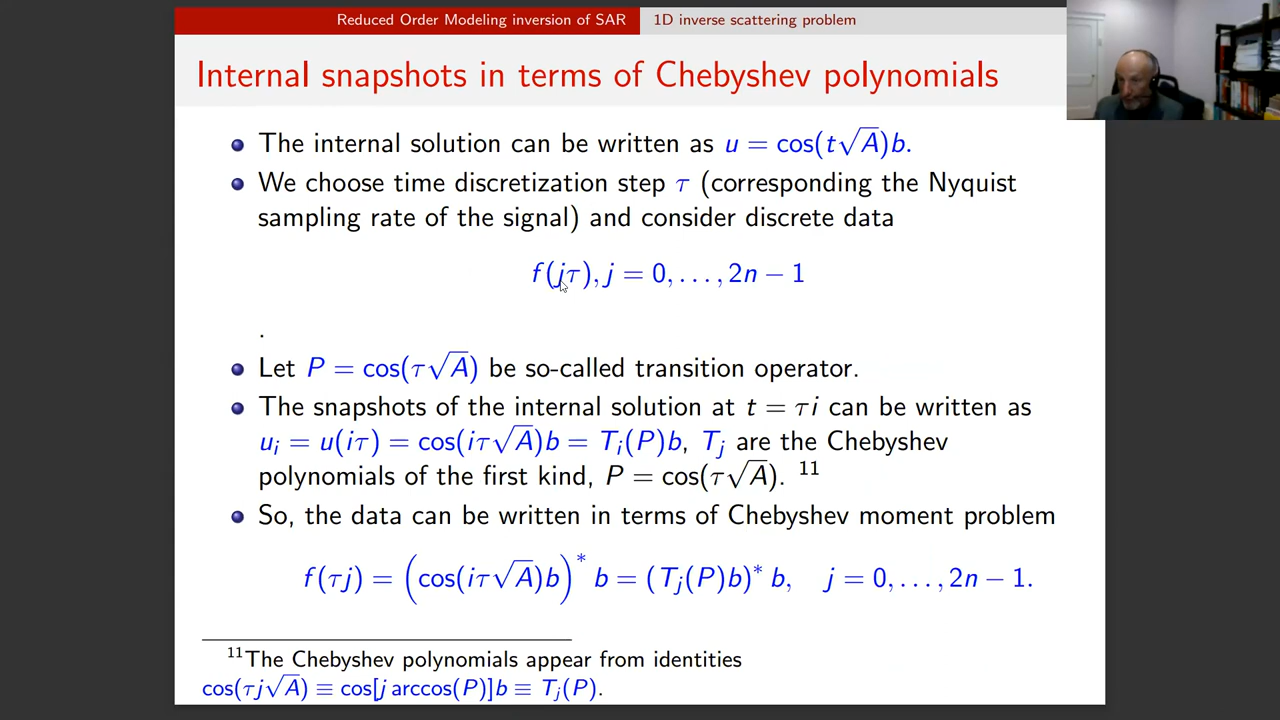 Reduced Order Modeling inversion of SAR 1D inverse scattering problem
Internal snapshots in terms of Chebyshev polynomials
The internal solution can be written as u = cos(t√A)b.
We choose time discretization step τ (corresponding the Nyquist
sampling rate of the signal) and consider discrete data
f(jτ), j = 0, . . . , 2n − 1
.
Let P = cos(τ√A) be so-called transition operator.
The snapshots of the internal solution at t = τi can be written as
uᵢ = u(iτ) = cos(iτ√A)b = Tᵢ(P)b, Tⱼ are the Chebyshev
polynomials of the first kind, P = cos(τ√A). ¹¹
So, the data can be written in terms of Chebyshev moment problem
f(τj) = (cos(iτ√A)b)* b = (Tⱼ(P)b)* b, j = 0, . . . , 2n − 1.
¹¹The Chebyshev polynomials appear from identities
cos(τj√A) ≡ cos[j arccos(P)]b ≡ Tⱼ(P).